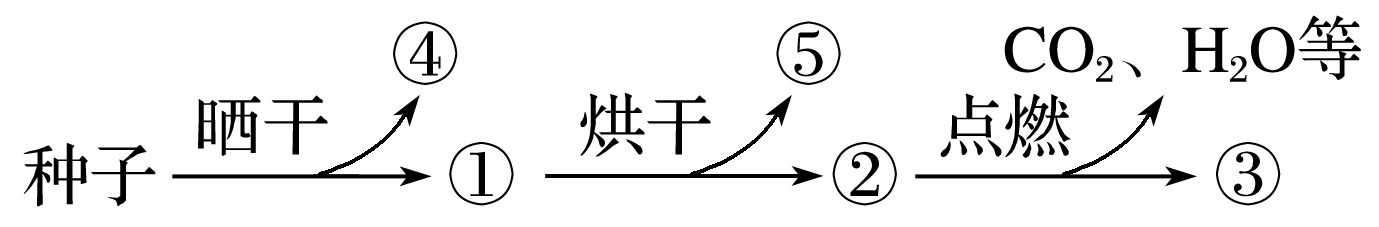 ④ ⑤ CO₂、H₂O等
晒干 烘干 点燃
种子 ① ② ③